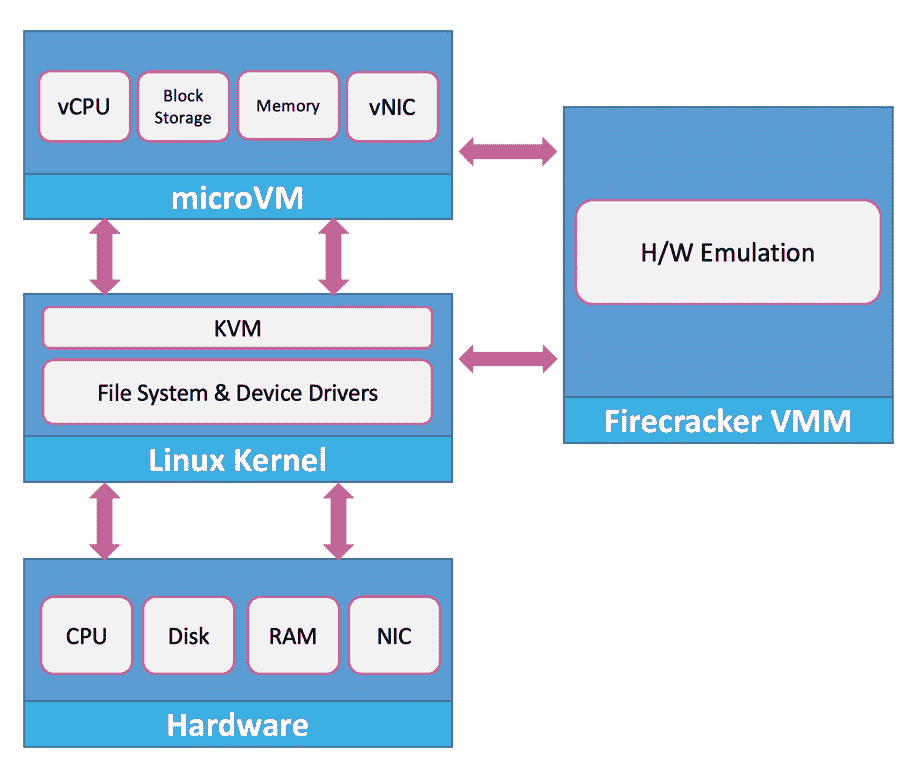 vCPU
Block
Storage
Memory
vNIC
microVM
H/W Emulation
Firecracker VMM
KVM
File System & Device Drivers
Linux Kernel
CPU
Disk
RAM
NIC
Hardware